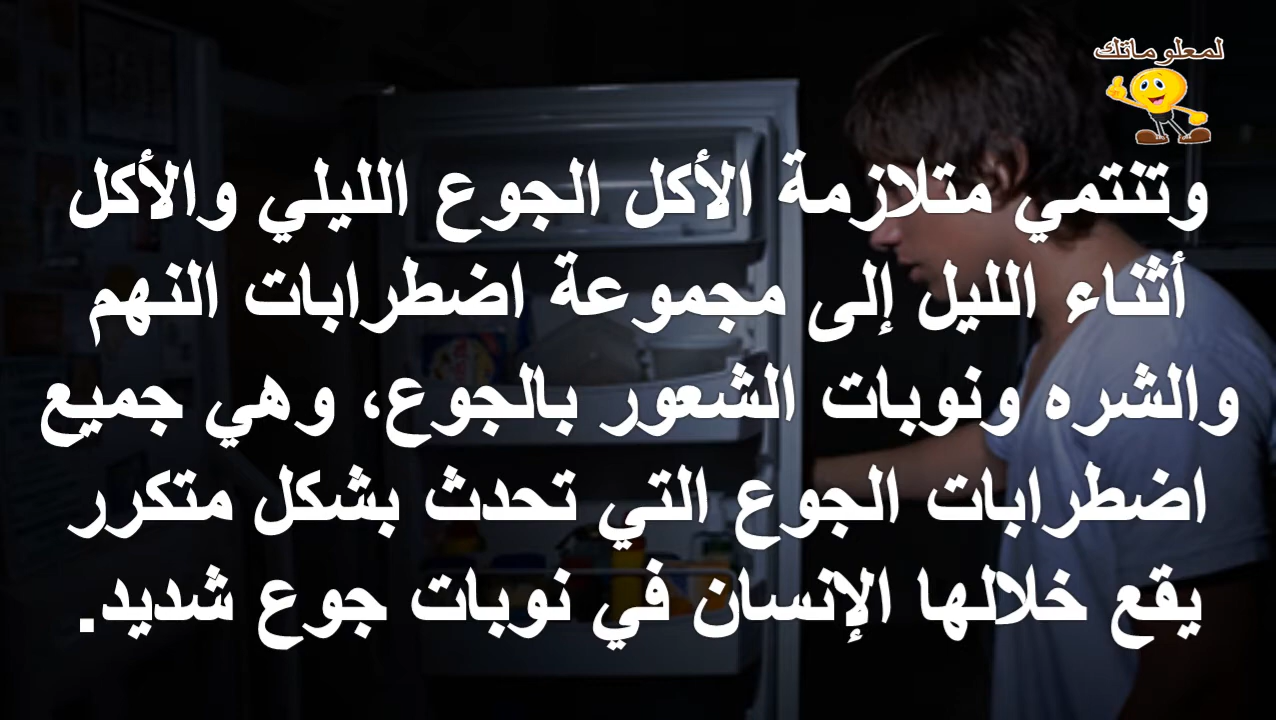 لمعلوماتك
وتنتمي متلازمة الأكل الجوع الليلي والأكل
أثناء الليل إلى مجموعة اضطرابات النهم
والشره ونوبات الشعور بالجوع، وهي جميع
اضطرابات الجوع التي تحدث بشكل متكرر
يقع خلالها الإنسان في نوبات جوع شديد.